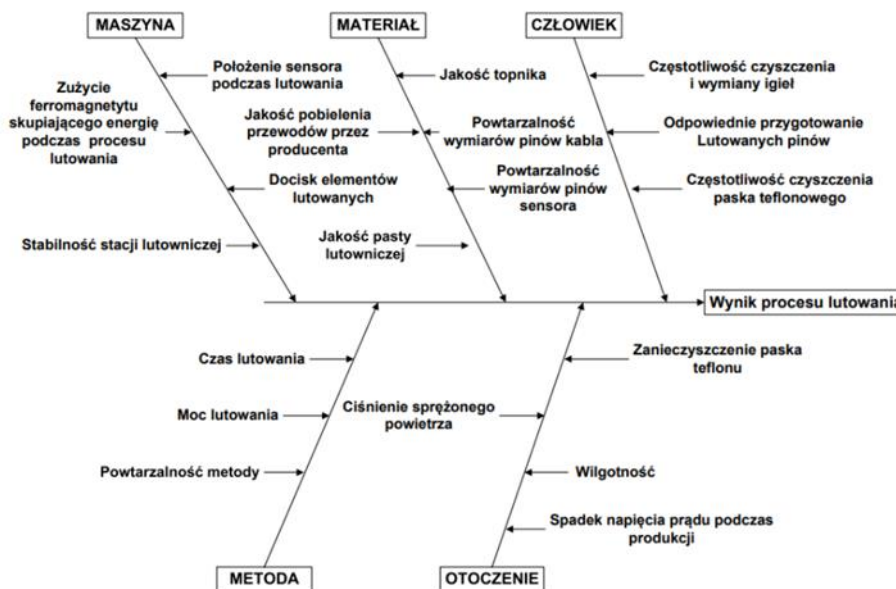 MASZYNA
MATERIAŁ
CZŁOWIEK
Położenie sensora
podczas lutowania
Zużycie
ferromagnetytu
skupiającego energię
podczas procesu
lutowania
Docisk elementów
lutowanych
Stabilność stacji lutowniczej
Jakość topnika
Jakość pobielenia
przewodów przez
producenta
Powtarzalność
wymiarów pinów kabla
Powtarzalność
wymiarów pinów
sensora
Jakość pasty
lutowniczej
Częstotliwość czyszczenia
i wymiany igieł
Odpowiednie przygotowanie
Lutowanych pinów
Częstotliwość czyszczenia
paska teflonowego
Wynik procesu lutowania
Czas lutowania
Moc lutowania
Powtarzalność metody
Zanieczyszczenie paska
teflonu
Ciśnienie sprężonego
powietrza
Wilgotność
Spadek napięcia prądu podczas
produkcji
METODA
OTOCZENIE